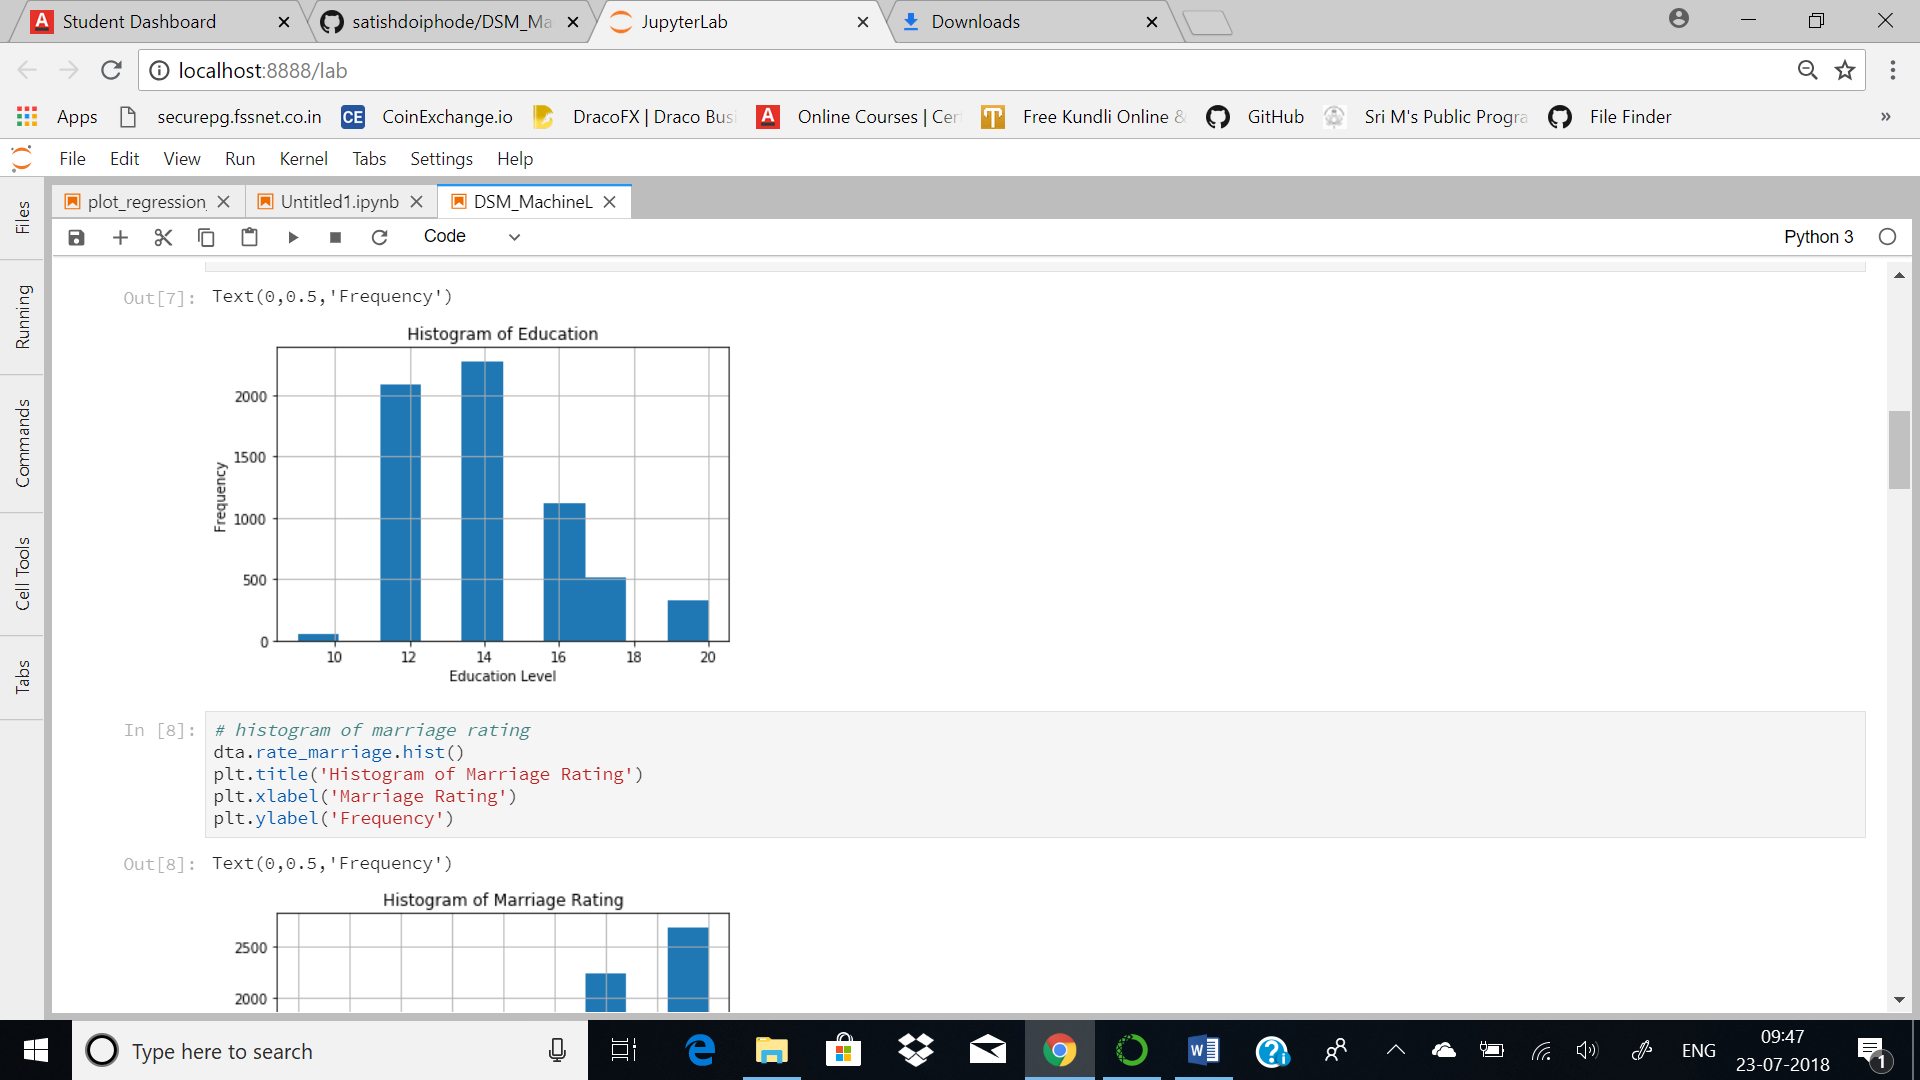 Student Dashboard
satishdoiphode/DSM_Ma
JupyterLab
Downloads
localhost:8888/lab
Apps
securepg.fssnet.co.in
CE
CoinExchange.io
DracoFX | Draco Busi
Online Courses | Cer
Free Kundli Online &
GitHub
Sri M's Public Progra
File Finder
»
File Edit View Run Kernel Tabs Settings Help
Files
Running
Commands
Cell Tools
Tabs
plot_regression_
Untitled1.ipynb
DSM_MachineL
Code
Python 3
Out[7]: Text(0,0.5,'Frequency')
Histogram of Education
2000
1500
1000
500
0
Frequency
10 12 14 16 18 20
Education Level
In [8]: # histogram of marriage rating
dta.rate_marriage.hist()
plt.title('Histogram of Marriage Rating')
plt.xlabel('Marriage Rating')
plt.ylabel('Frequency')
Out[8]: Text(0,0.5,'Frequency')
Histogram of Marriage Rating
2500
2000
Type here to search
ENG
09:47
23-07-2018
1